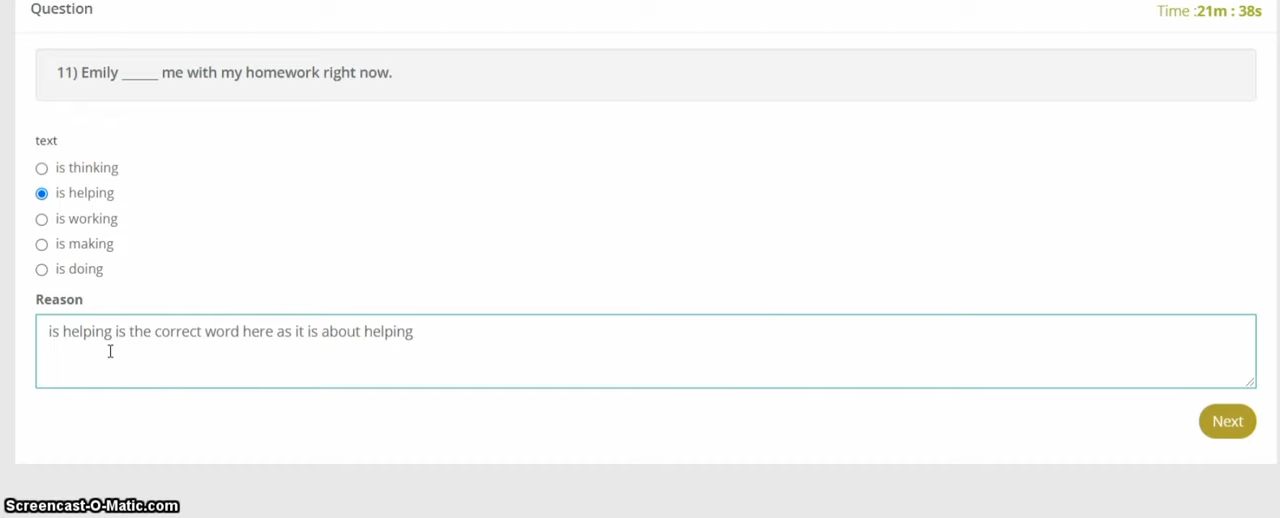 Question
Time :21m : 38s
11) Emily _____ me with my homework right now.
text
is thinking
is helping
is working
is making
is doing
Reason
is helping is the correct word here as it is about helping
Next
Screencast-O-Matic.com